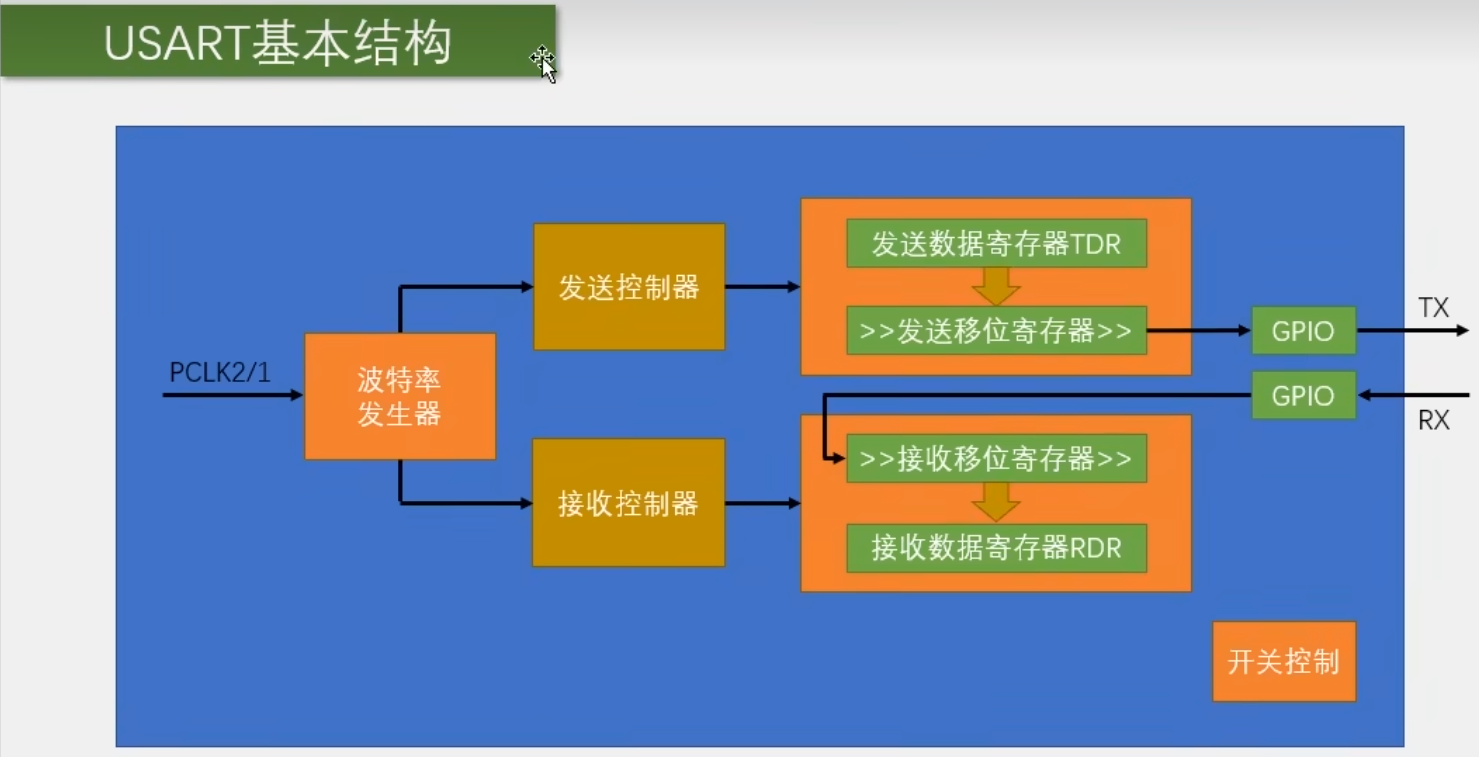 USART基本结构
发送数据寄存器TDR
发送控制器
>>发送移位寄存器>>
GPIO
TX
PCLK2/1
波特率
发生器
GPIO
RX
>>接收移位寄存器>>
接收控制器
接收数据寄存器RDR
开关控制